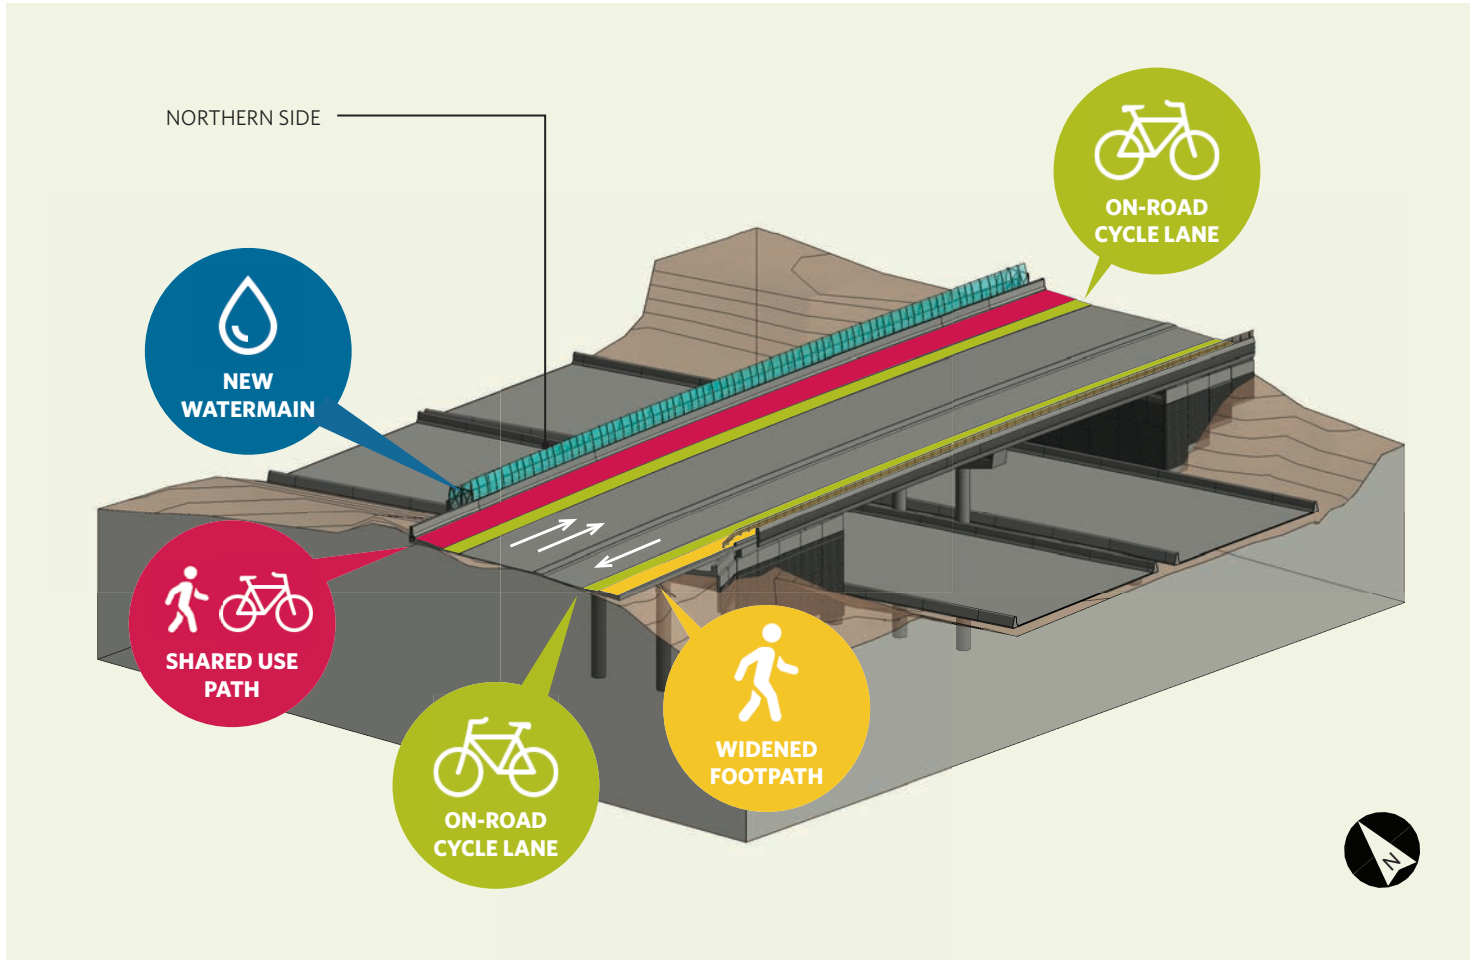 NORTHERN SIDE
ON-ROAD
CYCLE LANE
NEW
WATERMAIN
SHARED USE
PATH
WIDENED
FOOTPATH
ON-ROAD
CYCLE LANE
N